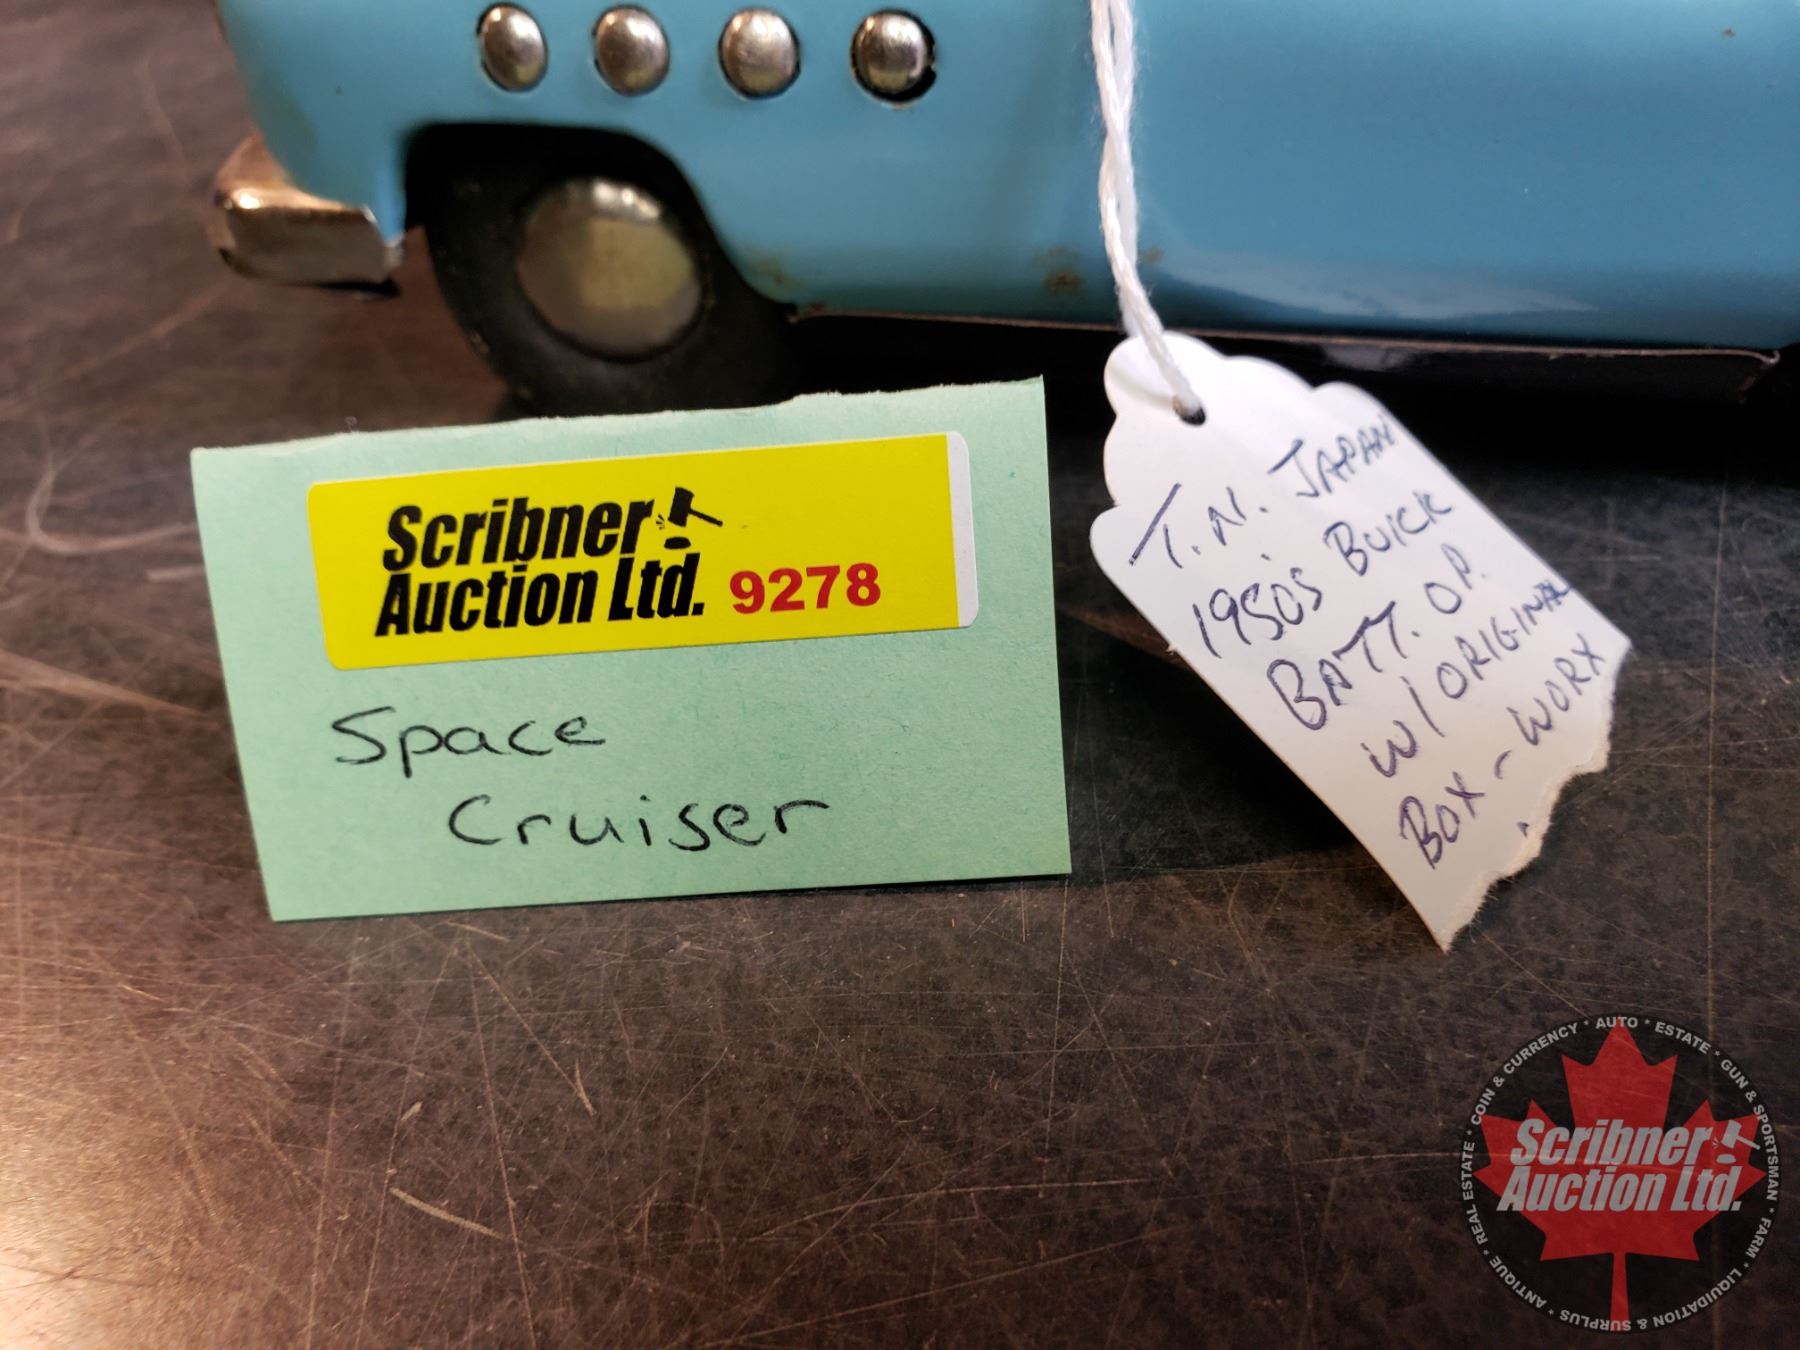 Scribner
Auction Ltd. 9278
Space
Cruiser
T.N. JAPAN
1950's BUICK
BATT. OP.
W/ ORIGINAL
BOX - WORX
REAL ESTATE * COIN & CURRENCY * AUTO * ESTATE * GUN & SPORTSMAN * FARM * LIQUIDATION & SURPLUS * ANTIQUE *
Scribner
Auction Ltd.